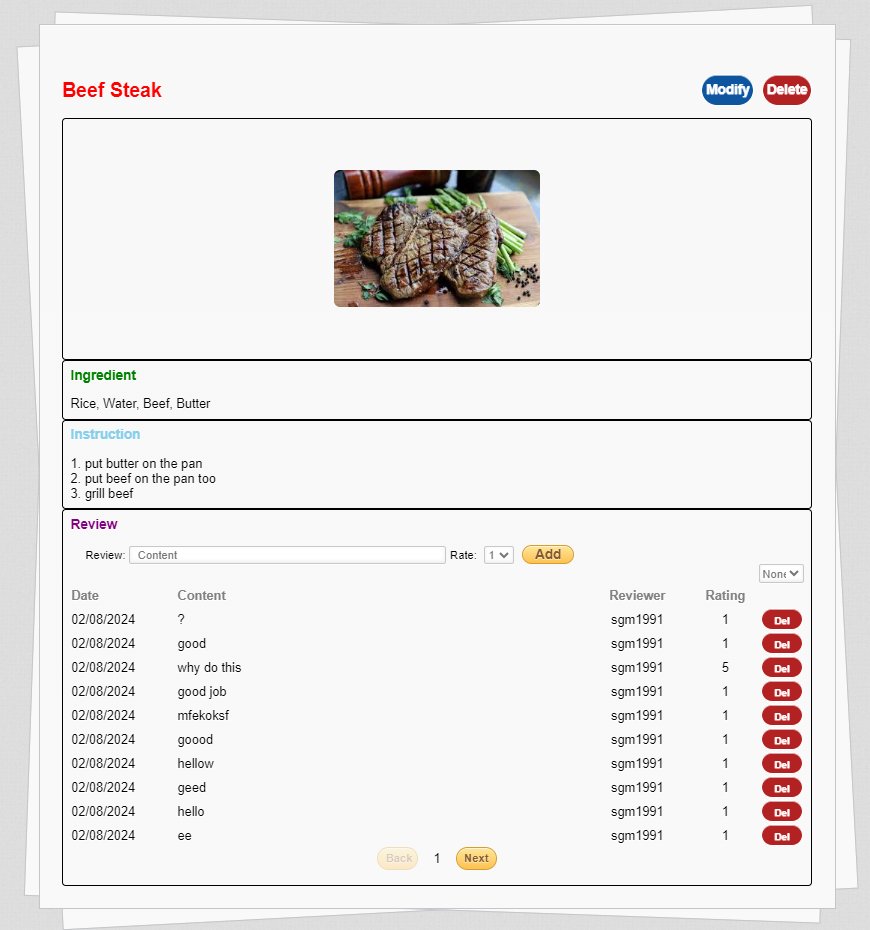 Beef Steak Modify Delete
Ingredient
Rice, Water, Beef, Butter
Instruction
1. put butter on the pan
2. put beef on the pan too
3. grill beef
Review
Review: Content Rate: 1 Add
None
Date Content Reviewer Rating
02/08/2024 ? sgm1991 1 Del
02/08/2024 good sgm1991 1 Del
02/08/2024 why do this sgm1991 5 Del
02/08/2024 good job sgm1991 1 Del
02/08/2024 mfekoksf sgm1991 1 Del
02/08/2024 goood sgm1991 1 Del
02/08/2024 hellow sgm1991 1 Del
02/08/2024 geed sgm1991 1 Del
02/08/2024 hello sgm1991 1 Del
02/08/2024 ee sgm1991 1 Del
Back 1 Next